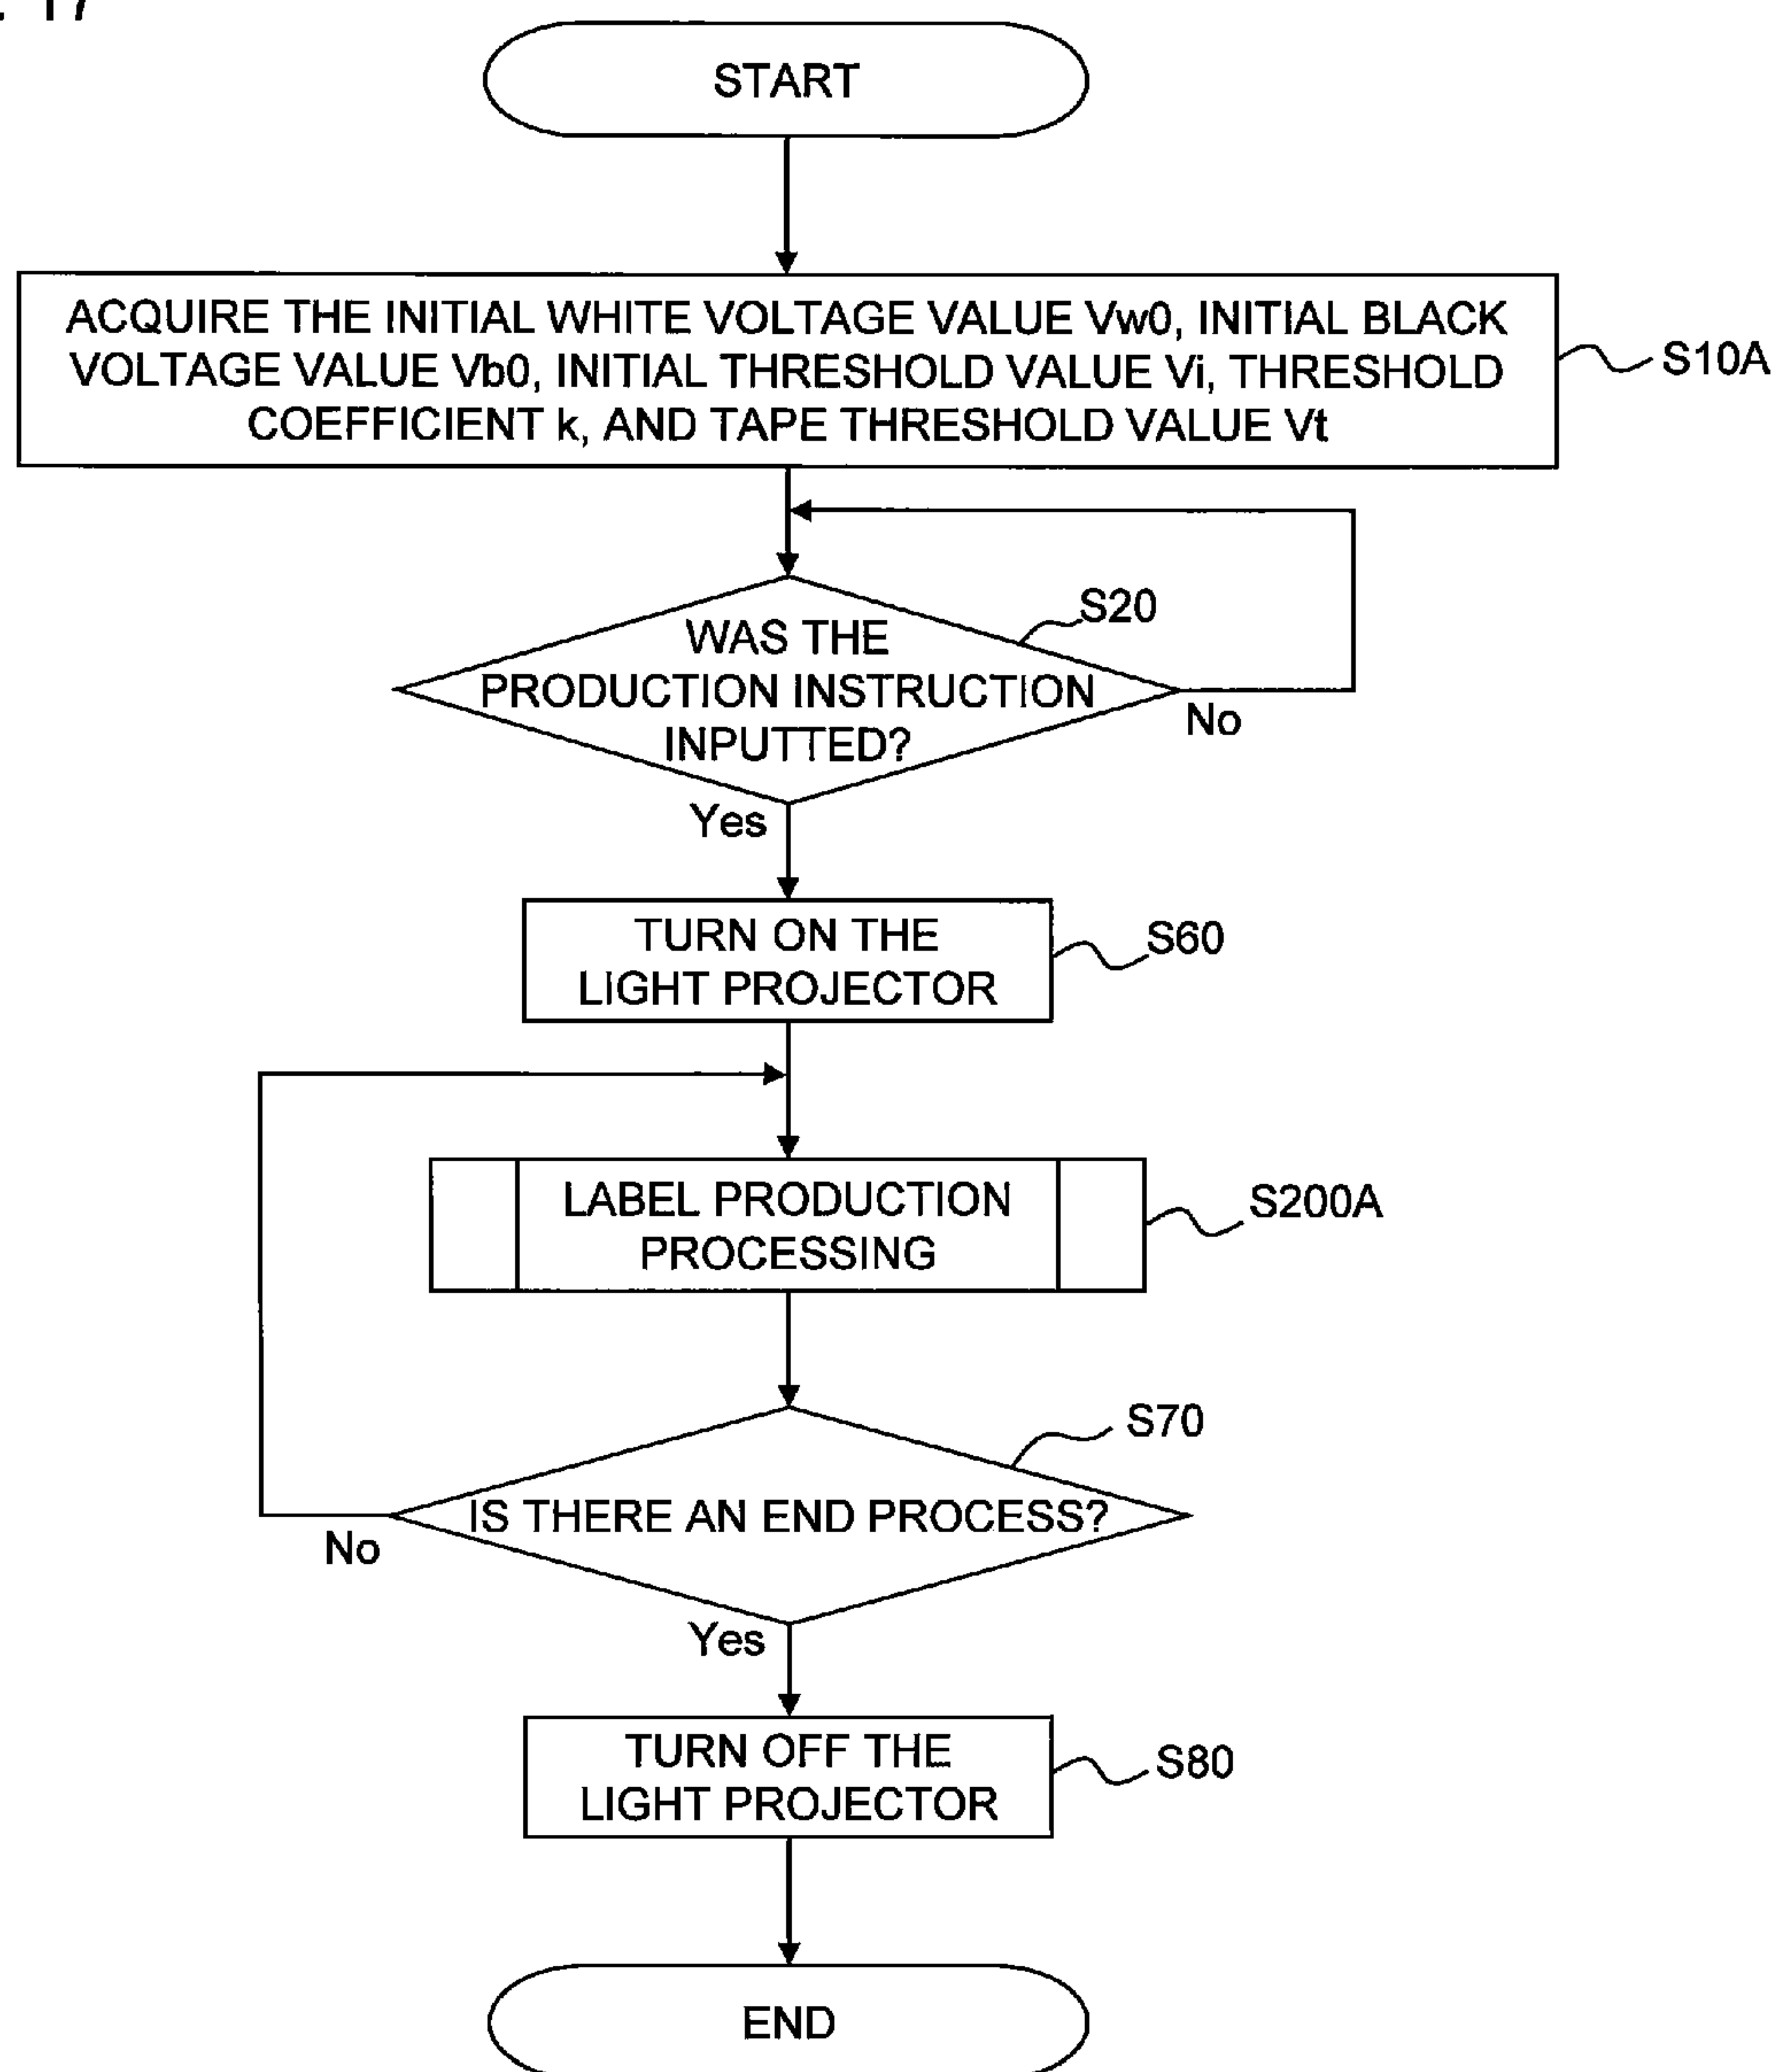 START
ACQUIRE THE INITIAL WHITE VOLTAGE VALUE Vw0, INITIAL BLACK
VOLTAGE VALUE Vb0, INITIAL THRESHOLD VALUE Vi, THRESHOLD
COEFFICIENT k, AND TAPE THRESHOLD VALUE Vt
S10A
S20
WAS THE
PRODUCTION INSTRUCTION
INPUTTED?
No
Yes
TURN ON THE
LIGHT PROJECTOR
S60
LABEL PRODUCTION
PROCESSING
S200A
S70
IS THERE AN END PROCESS?
No
Yes
TURN OFF THE
LIGHT PROJECTOR
S80
END